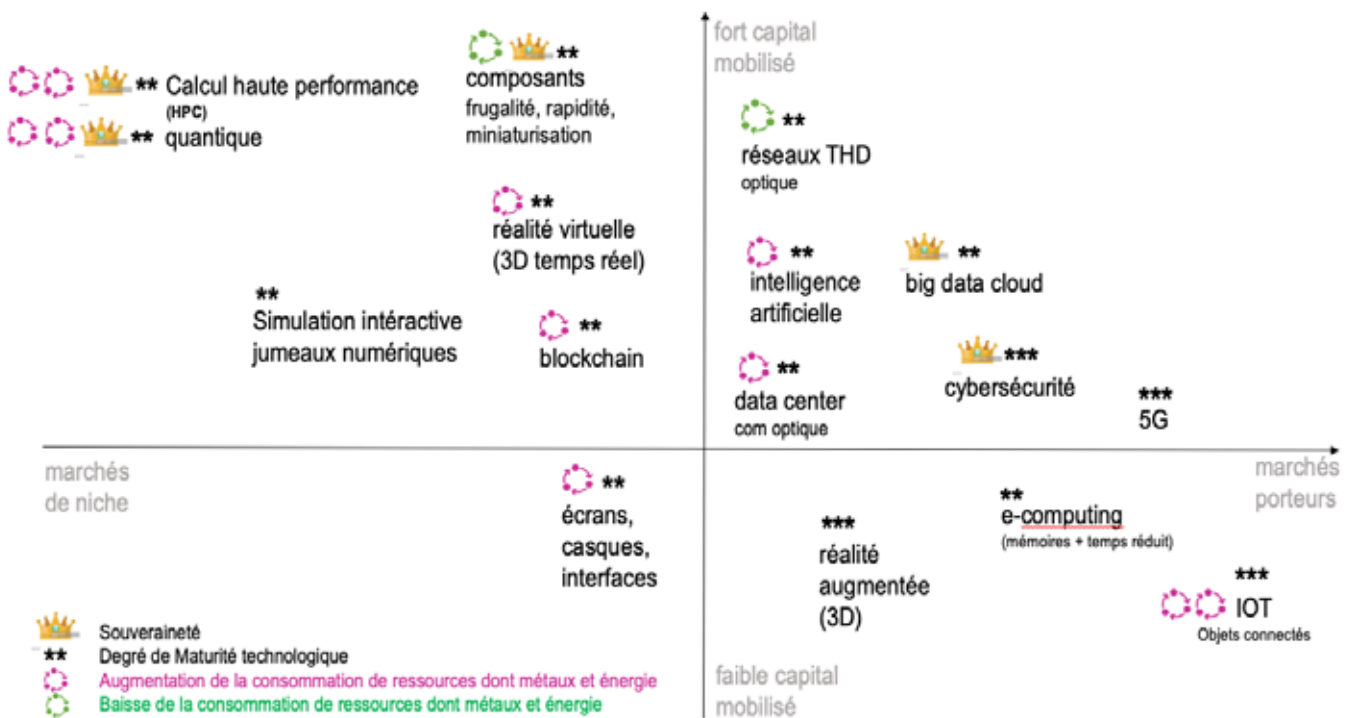 fort capital
mobilisé
** composants
frugalité, rapidité,
miniaturisation
** Calcul haute performance
(HPC)
** quantique
**
réseaux THD
optique
**
réalité virtuelle
(3D temps réel)
**
intelligence
artificielle
**
big data cloud
**
Simulation intéractive
jumeaux numériques
**
blockchain
***
cybersécurité
**
data center
com optique
***
5G
marchés
de niche
marchés
porteurs
**
écrans,
casques,
interfaces
***
réalité
augmentée
(3D)
**
e-computing
(mémoires + temps réduit)
***
IOT
Objets connectés
Souveraineté
** Degré de Maturité technologique
Augmentation de la consommation de ressources dont métaux et énergie
Baisse de la consommation de ressources dont métaux et énergie
faible capital
mobilisé